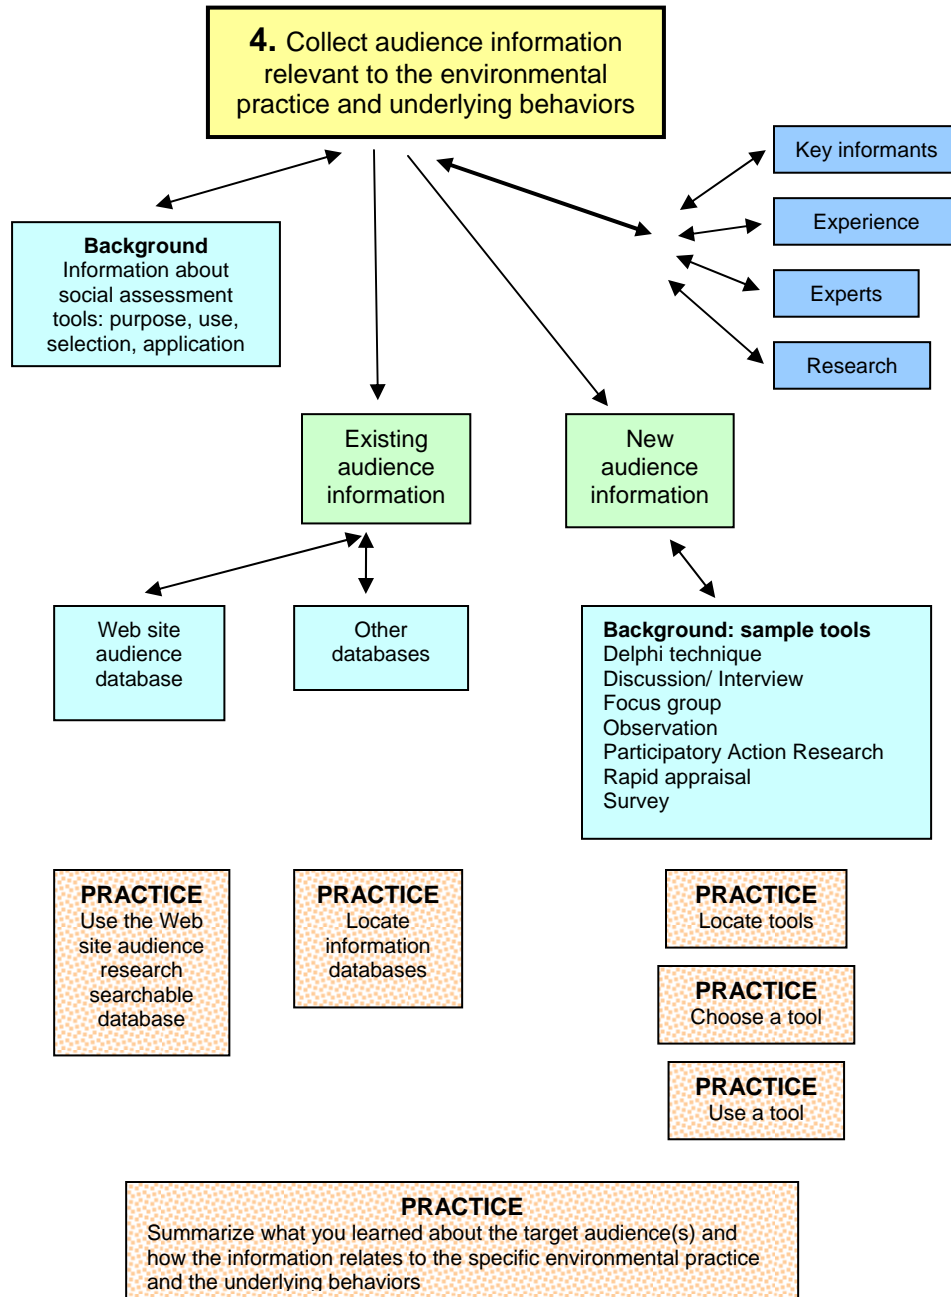 4. Collect audience information
relevant to the environmental
practice and underlying behaviors
Key informants
Experience
Experts
Research
Background
Information about
social assessment
tools: purpose, use,
selection, application
Existing
audience
information
New
audience
information
Web site
audience
database
Other
databases
Background: sample tools
Delphi technique
Discussion/ Interview
Focus group
Observation
Participatory Action Research
Rapid appraisal
Survey
PRACTICE
Use the Web
site audience
research
searchable
database
PRACTICE
Locate
information
databases
PRACTICE
Locate tools
PRACTICE
Choose a tool
PRACTICE
Use a tool
PRACTICE
Summarize what you learned about the target audience(s) and
how the information relates to the specific environmental practice
and the underlying behaviors